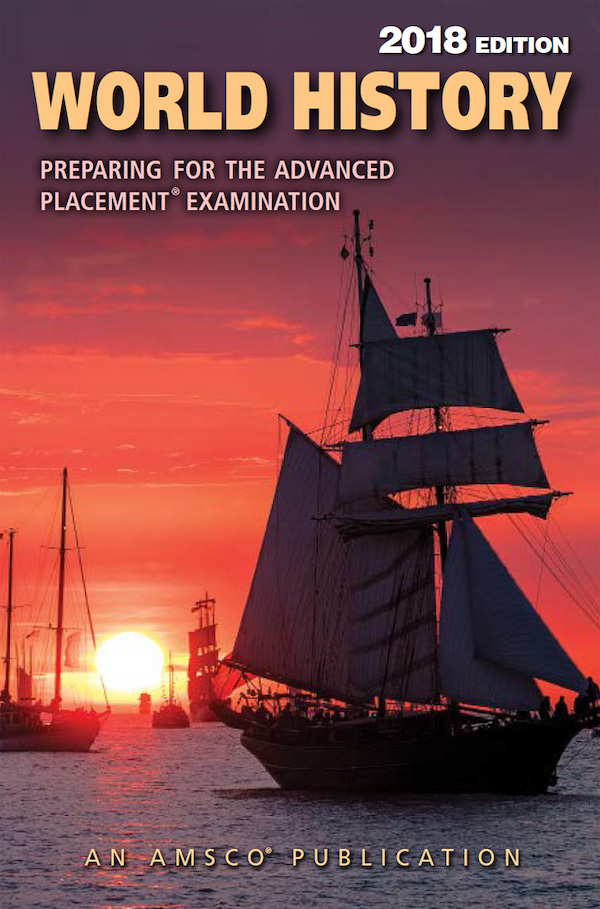 2018 EDITION
WORLD HISTORY
PREPARING FOR THE ADVANCED
PLACEMENT® EXAMINATION
AN AMSCO® PUBLICATION